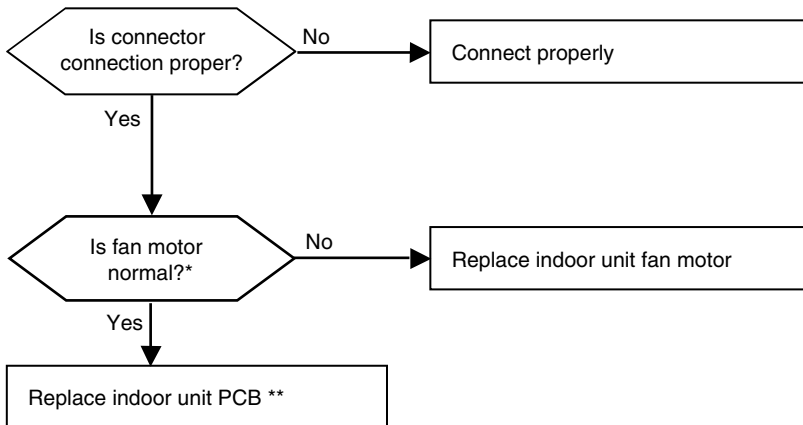 Is connector
connection proper?
No
Connect properly
Yes
Is fan motor
normal?*
No
Replace indoor unit fan motor
Yes
Replace indoor unit PCB **